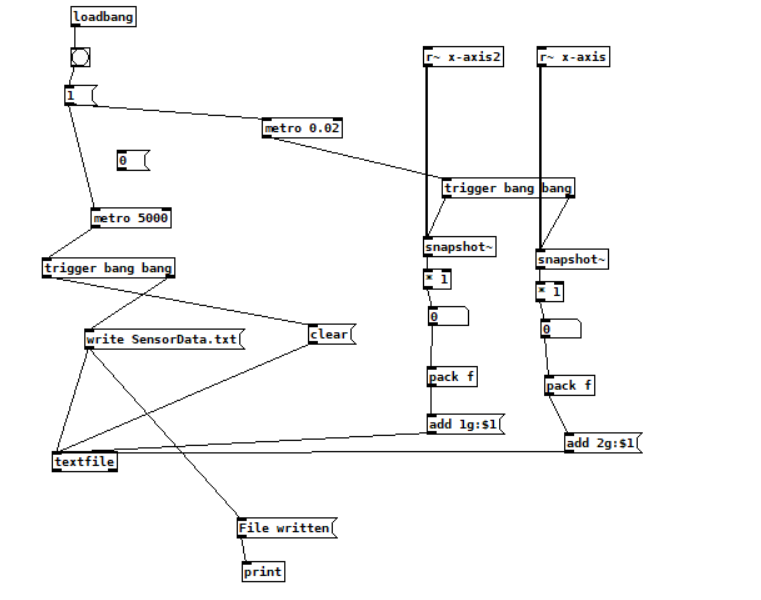 loadbang
r~ x-axis2
r~ x-axis
1
metro 0.02
0
trigger bang bang
metro 5000
snapshot~
snapshot~
trigger bang bang
* 1
* 1
0
0
write SensorData.txt
clear
pack f
pack f
add 1g:$1
add 2g:$1
textfile
File written
print